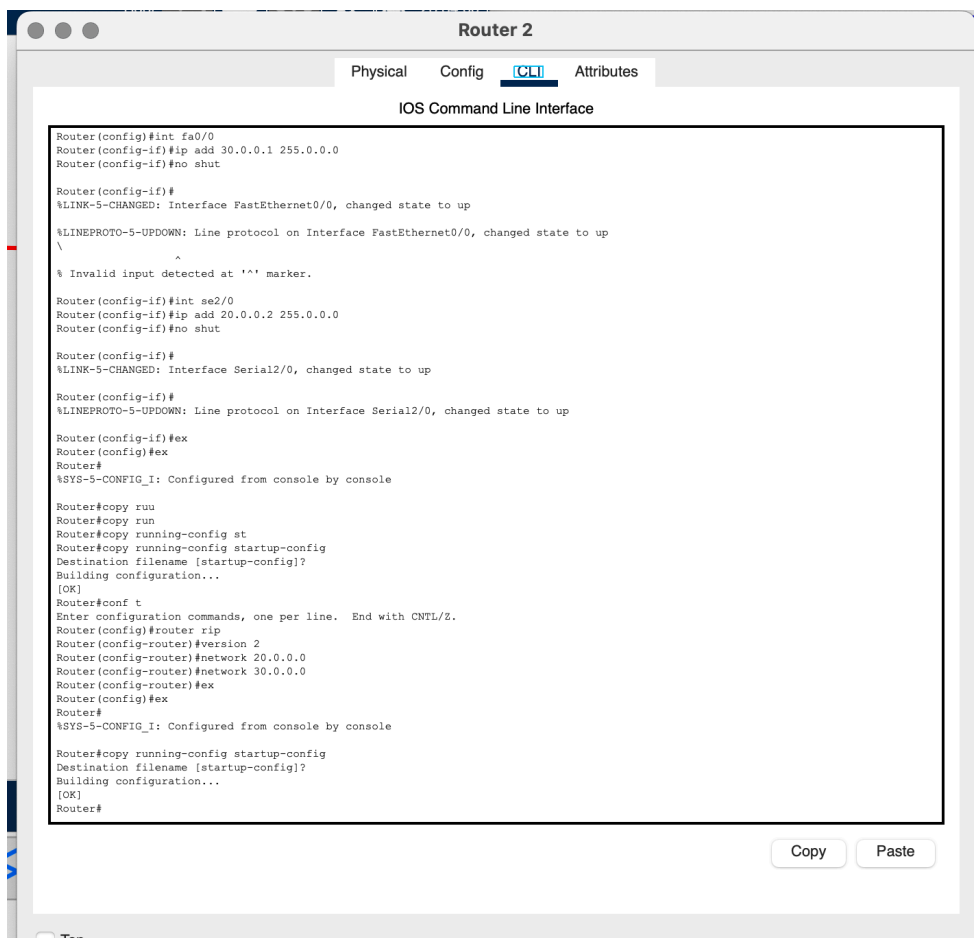 Router 2
Physical Config CLI Attributes
IOS Command Line Interface
Router(config)#int fa0/0
Router(config-if)#ip add 30.0.0.1 255.0.0.0
Router(config-if)#no shut
Router(config-if)#
%LINK-5-CHANGED: Interface FastEthernet0/0, changed state to up
%LINEPROTO-5-UPDOWN: Line protocol on Interface FastEthernet0/0, changed state to up
\
^
% Invalid input detected at '^' marker.
Router(config-if)#int se2/0
Router(config-if)#ip add 20.0.0.2 255.0.0.0
Router(config-if)#no shut
Router(config-if)#
%LINK-5-CHANGED: Interface Serial2/0, changed state to up
Router(config-if)#
%LINEPROTO-5-UPDOWN: Line protocol on Interface Serial2/0, changed state to up
Router(config-if)#ex
Router(config)#ex
Router#
%SYS-5-CONFIG_I: Configured from console by console
Router#copy ruu
Router#copy run
Router#copy running-config st
Router#copy running-config startup-config
Destination filename [startup-config]?
Building configuration...
[OK]
Router#conf t
Enter configuration commands, one per line. End with CNTL/Z.
Router(config)#router rip
Router(config-router)#version 2
Router(config-router)#network 20.0.0.0
Router(config-router)#network 30.0.0.0
Router(config-router)#ex
Router(config)#ex
Router#
%SYS-5-CONFIG_I: Configured from console by console
Router#copy running-config startup-config
Destination filename [startup-config]?
Building configuration...
[OK]
Router#
Copy Paste